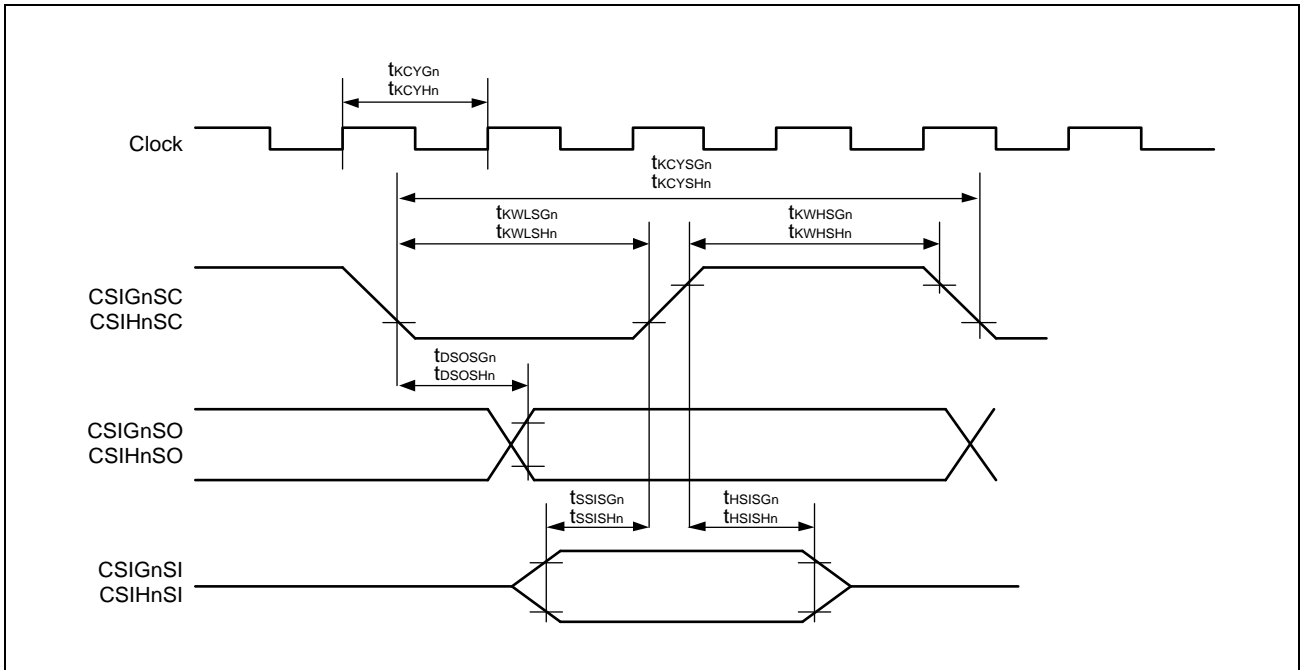 tKCYGn
tKCYHn
Clock
tKCYSGn
tKCYSHn
tKWLSGn
tKWLSHn
tKWHSGn
tKWHSHn
CSIGnSC
CSIHnSC
tDSOSGn
tDSOSHn
CSIGnSO
CSIHnSO
tSSISGn
tSSISHn
tHSISGn
tHSISHn
CSIGnSI
CSIHnSI